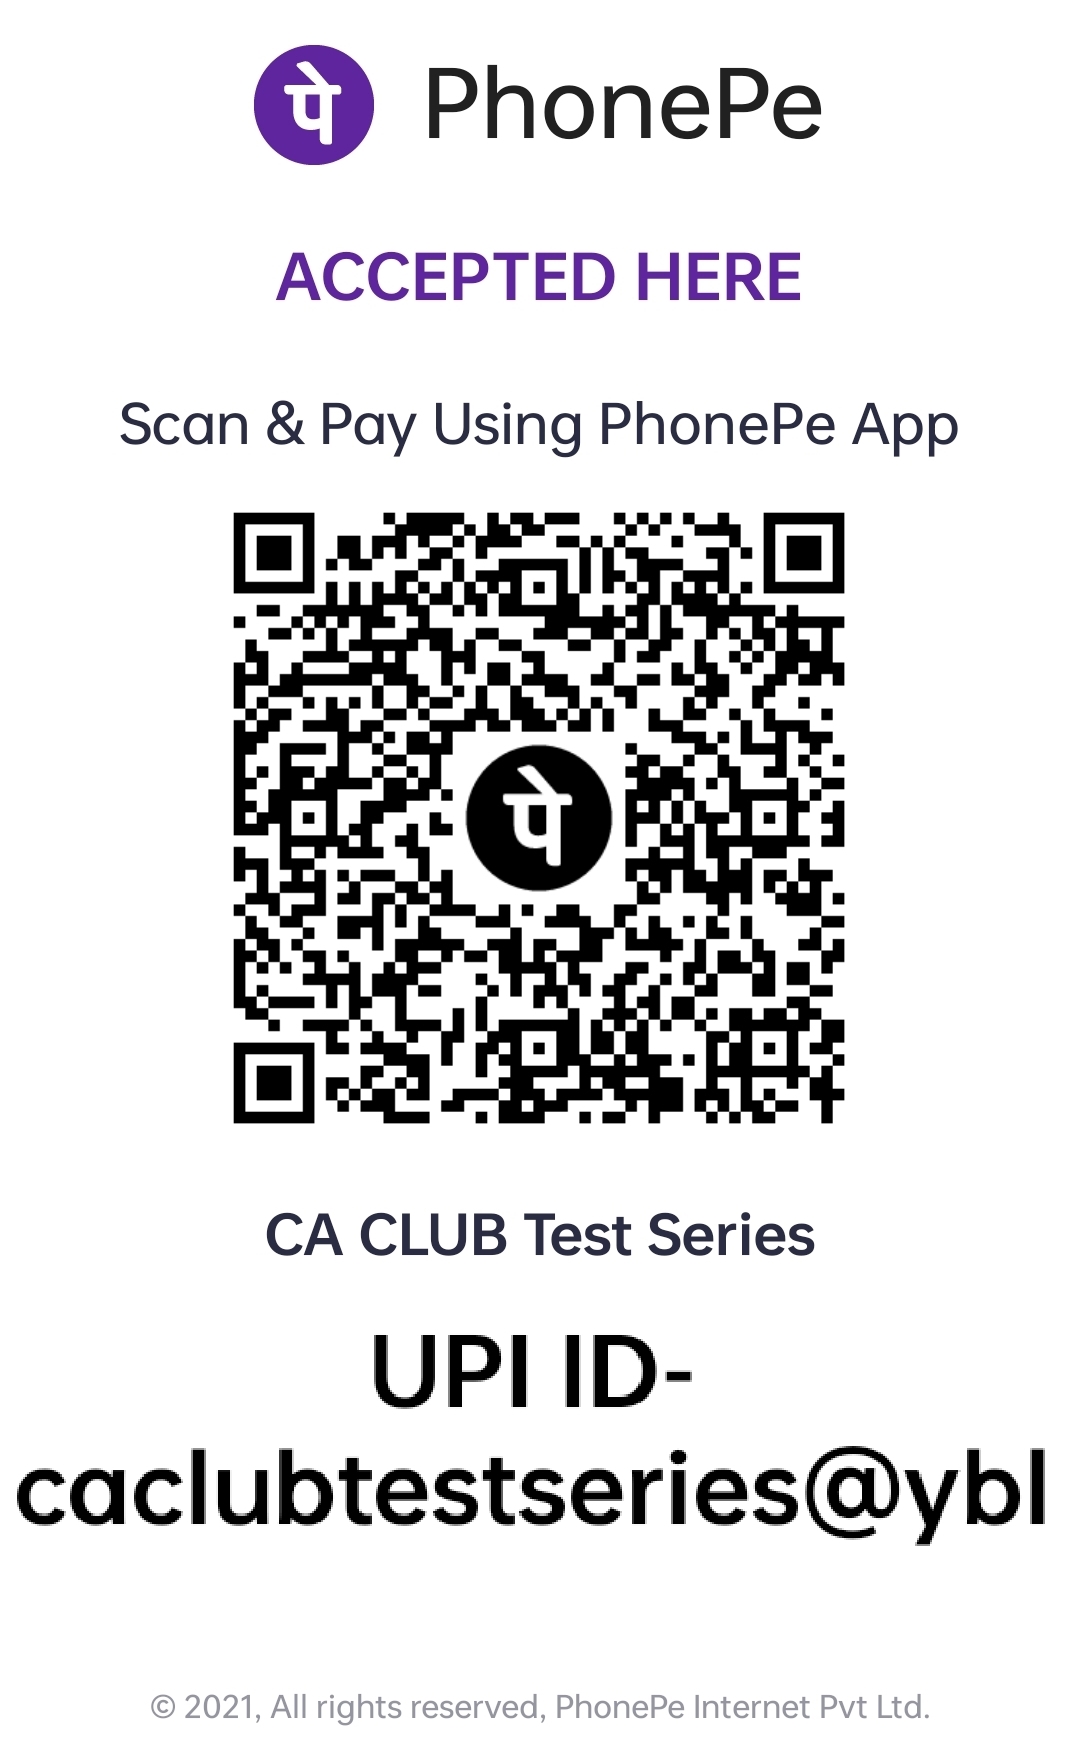 पे PhonePe
ACCEPTED HERE
Scan & Pay Using PhonePe App
पे
CA CLUB Test Series
UPI ID-
caclubtestseries@ybl
© 2021, All rights reserved, PhonePe Internet Pvt Ltd.